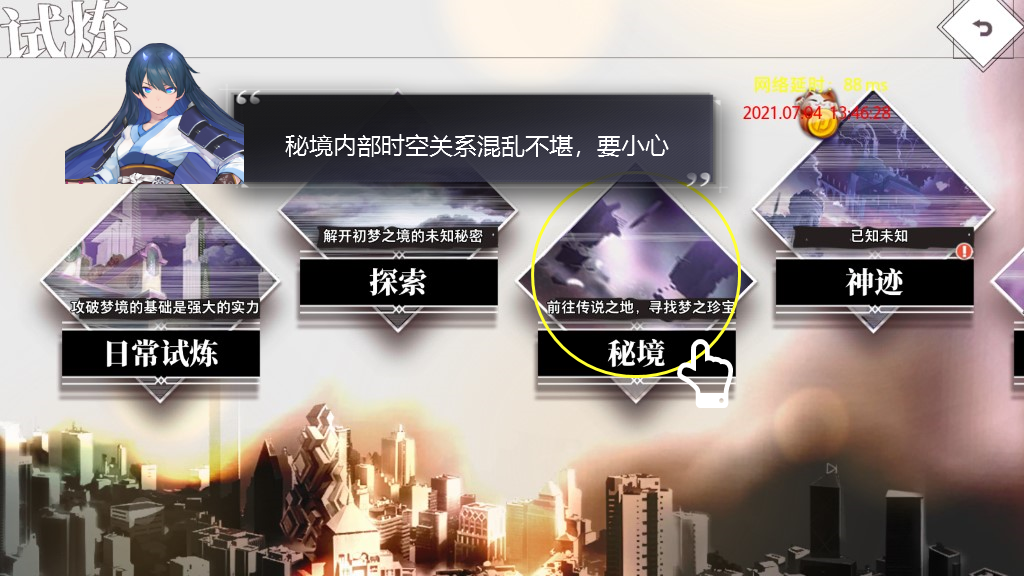 试炼
网络延时：88ms
2021.07.04 13:46:28
秘境内部时空关系混乱不堪，要小心
攻破梦境的基础是强大的实力
日常试炼
解开初梦之境的未知秘密
探索
前往传说之地，寻找梦之珍宝
秘境
已知未知
神迹